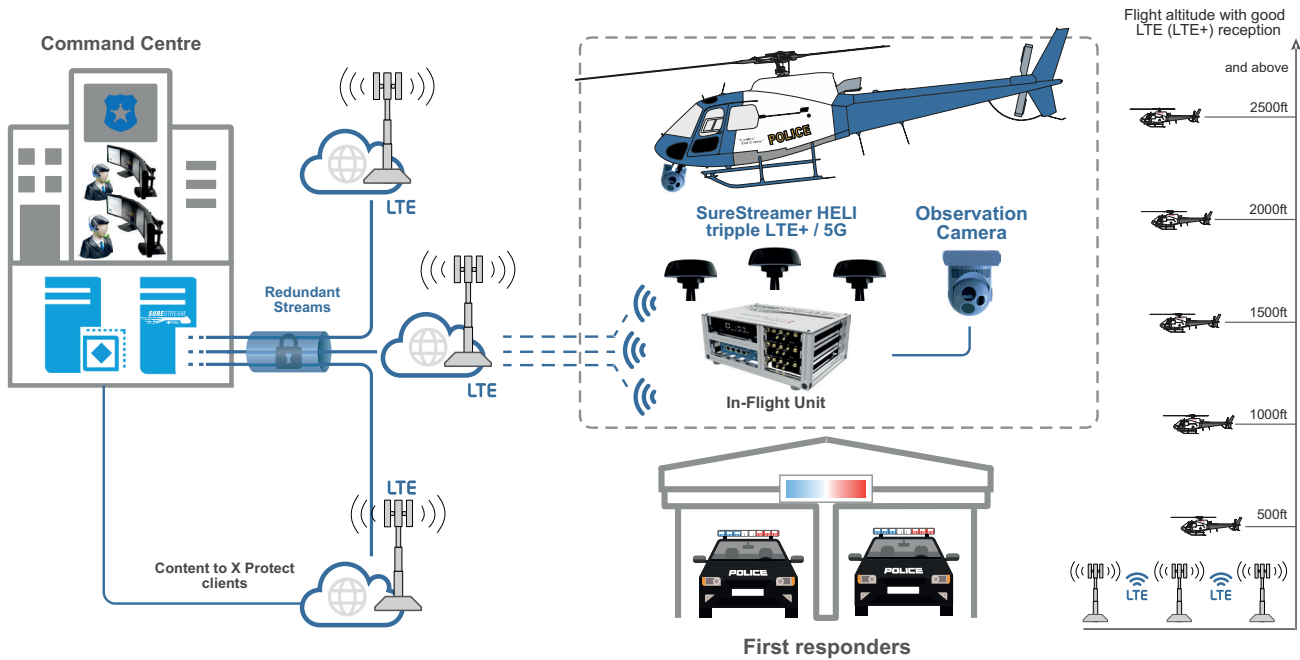 Command Centre
LTE
Redundant
Streams
LTE
SURESTREAM
LTE
Content to X Protect
clients
POLICE
SureStreamer HELI
tripple LTE+ / 5G
Observation
Camera
In-Flight Unit
POLICE
POLICE
First responders
Flight altitude with good
LTE (LTE+) reception
and above
2500ft
2000ft
1500ft
1000ft
500ft
LTE
LTE